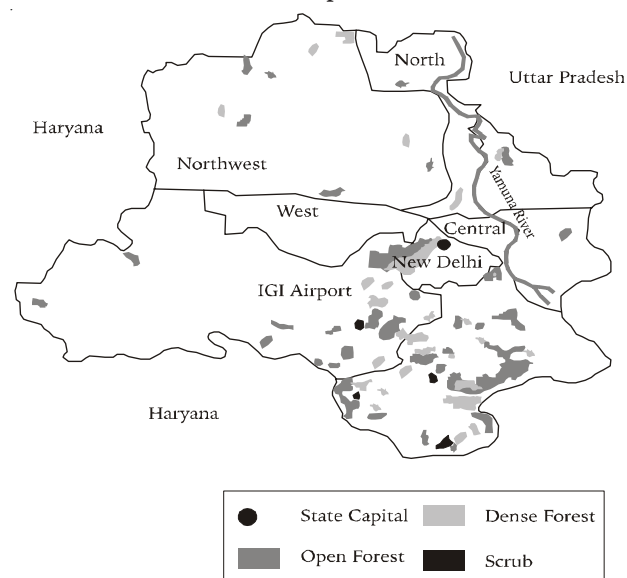 North
Uttar Pradesh
Haryana
Northwest
Yamuna River
West
Central
New Delhi
IGI Airport
Haryana
State Capital
Dense Forest
Open Forest
Scrub